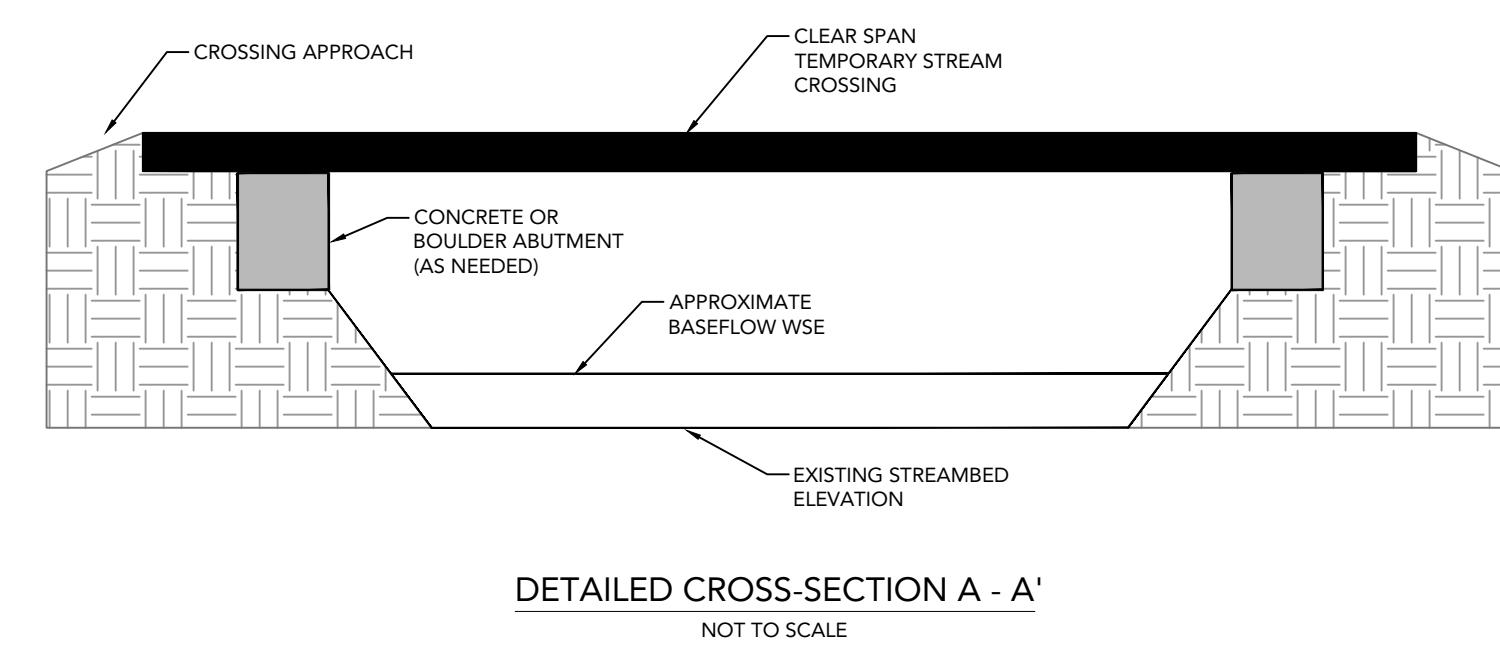 CROSSING APPROACH
CLEAR SPAN
TEMPORARY STREAM
CROSSING
CONCRETE OR
BOULDER ABUTMENT
(AS NEEDED)
APPROXIMATE
BASEFLOW WSE
EXISTING STREAMBED
ELEVATION
DETAILED CROSS-SECTION A - A'
NOT TO SCALE